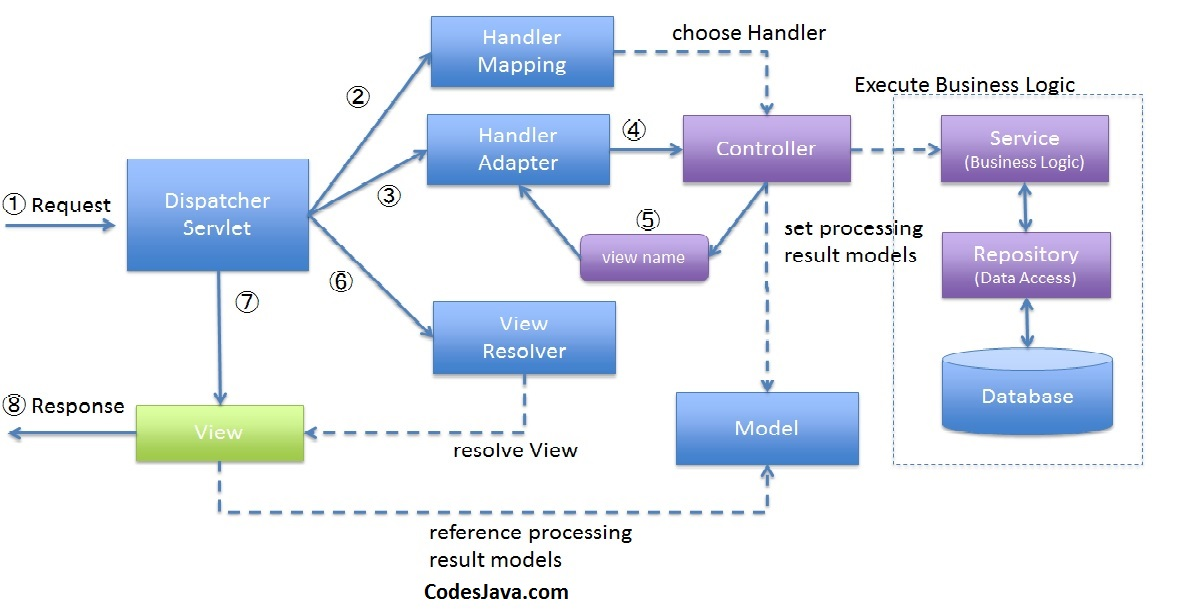 Handler
Mapping
choose Handler
②
Execute Business Logic
Handler
Adapter
④
Controller
Service
(Business Logic)
① Request
Dispatcher
Servlet
③
⑤
set processing
result models
view name
Repository
(Data Access)
⑥
⑦
View
Resolver
⑧ Response
View
resolve View
Model
Database
reference processing
result models
CodesJava.com